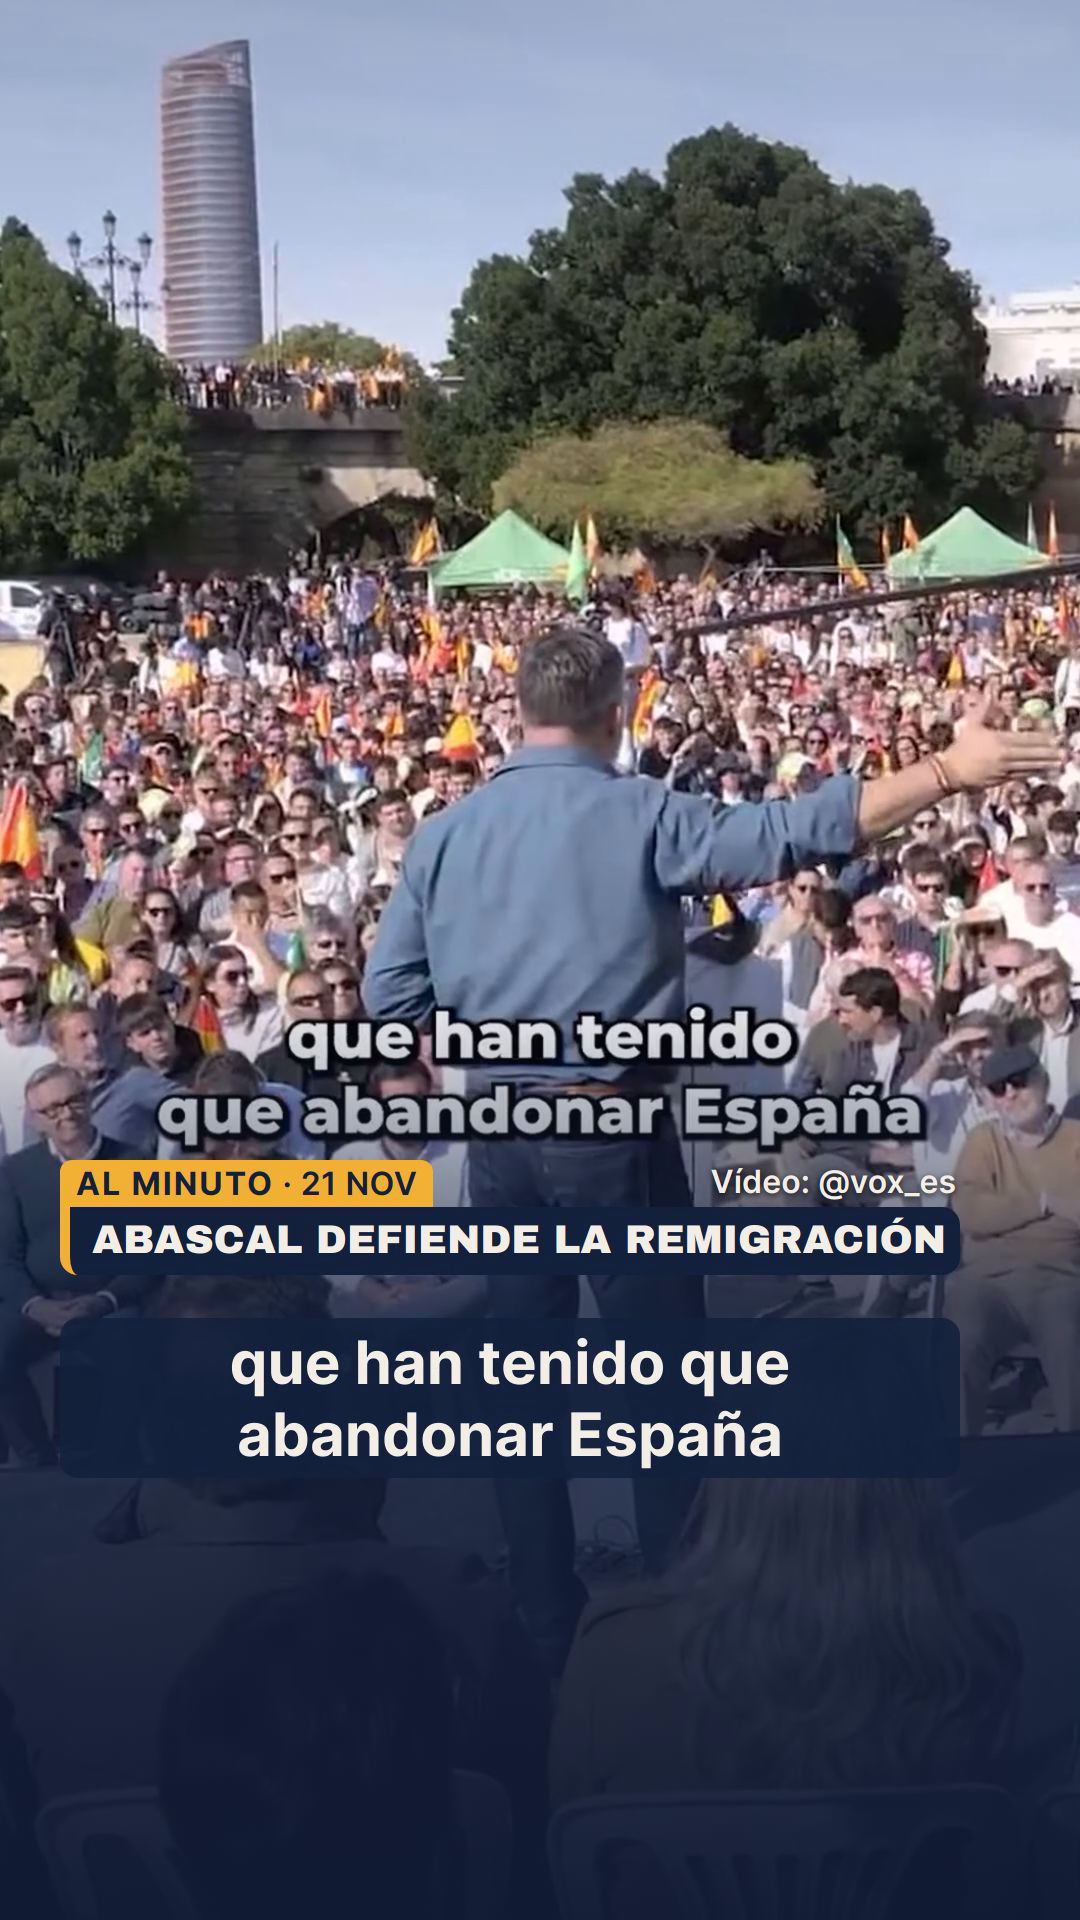 que han tenido
que abandonar España
AL MINUTO · 21 NOV
Vídeo: @vox_es
ABASCAL DEFIENDE LA REMIGRACIÓN
que han tenido que
abandonar España